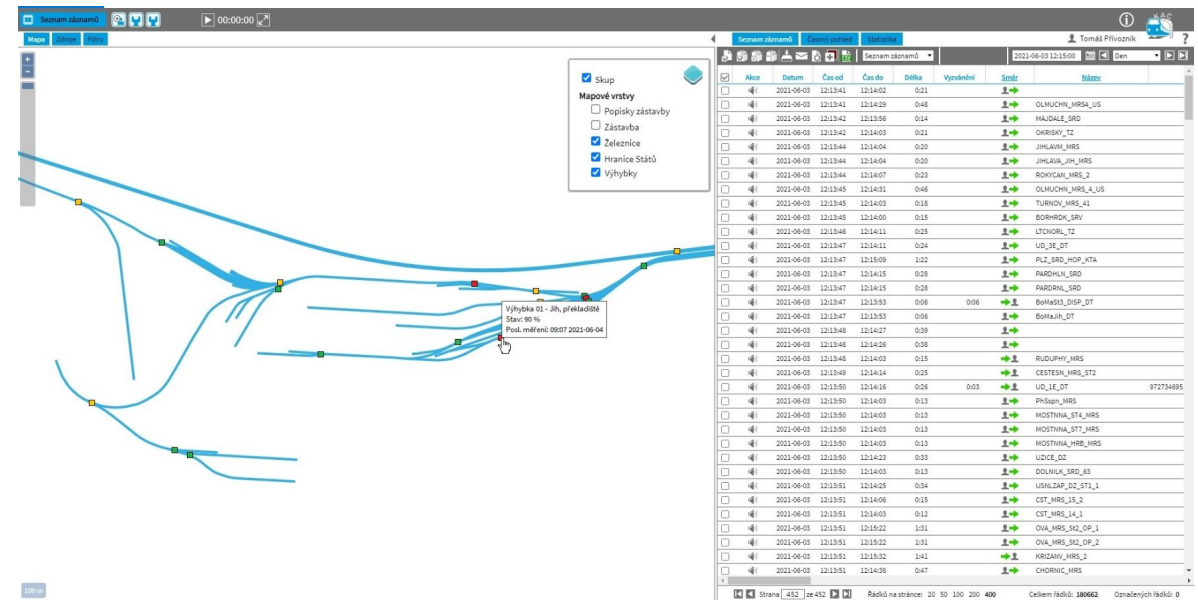 Seznam záznamů
00:00:00
KAC
Mapa Zdroje Filtry
Seznam záznamů Časový pohled Statistika
Tomáš Přívozník
?
Seznam záznamů
2021-06-03 12:15:00
Den
Skup
Mapové vrstvy
Popisky zástavby
Zástavba
Železnice
Hranice Států
Výhybky
Výhybka 01 - Jih, překladiště
Stav: 90 %
Posl. měření: 09:07 2021-06-04
100 m
Akce Datum Čas od Čas do Délka Vyzvánění Směr Název
2021-06-03 12:13:41 12:14:02 0:21
2021-06-03 12:13:41 12:14:29 0:48 OLMUCHN_MRS4_US
2021-06-03 12:13:42 12:13:56 0:14 MAJDALE_SRD
2021-06-03 12:13:42 12:14:03 0:21 OKRISKY_TZ
2021-06-03 12:13:44 12:14:04 0:20 JIHLAVM_MRS
2021-06-03 12:13:44 12:14:04 0:20 JIHLAVA_JIH_MRS
2021-06-03 12:13:44 12:14:07 0:23 ROKYCAN_MRS_2
2021-06-03 12:13:45 12:14:31 0:46 OLMUCHN_MRS_4_US
2021-06-03 12:13:45 12:14:03 0:18 TURNOV_MRS_41
2021-06-03 12:13:45 12:14:00 0:15 BORHRDK_SRV
2021-06-03 12:13:46 12:14:11 0:25 LTCNORL_TZ
2021-06-03 12:13:47 12:14:11 0:24 UD_3E_DT
2021-06-03 12:13:47 12:15:09 1:22 PLZ_SRD_HOP_KTA
2021-06-03 12:13:47 12:14:15 0:28 PARDHLN_SRD
2021-06-03 12:13:47 12:14:15 0:28 PARDRNL_SRD
2021-06-03 12:13:47 12:13:53 0:06 0:06 BoMaSt3_DISP_DT
2021-06-03 12:13:47 12:13:53 0:06 BoMaJih_DT
2021-06-03 12:13:48 12:14:27 0:39
2021-06-03 12:13:48 12:14:26 0:38
2021-06-03 12:13:48 12:14:03 0:15 RUDUPHY_MRS
2021-06-03 12:13:49 12:14:14 0:25 CESTESN_MRS_ST2
2021-06-03 12:13:50 12:14:16 0:26 0:03 UD_1E_DT 972734695
2021-06-03 12:13:50 12:14:03 0:13 PhSspn_MRS
2021-06-03 12:13:50 12:14:03 0:13 MOSTNNA_ST4_MRS
2021-06-03 12:13:50 12:14:03 0:13 MOSTNNA_ST7_MRS
2021-06-03 12:13:50 12:14:03 0:13 MOSTNNA_HRB_MRS
2021-06-03 12:13:50 12:14:23 0:33 UZICE_DZ
2021-06-03 12:13:50 12:14:03 0:13 DOLNILK_SRD_63
2021-06-03 12:13:51 12:14:25 0:34 USNLZAP_DZ_ST1_1
2021-06-03 12:13:51 12:14:06 0:15 CST_MRS_15_2
2021-06-03 12:13:51 12:14:03 0:12 CST_MRS_14_1
2021-06-03 12:13:51 12:15:22 1:31 OVA_MRS_St2_OP_1
2021-06-03 12:13:51 12:15:22 1:31 OVA_MRS_St2_OP_2
2021-06-03 12:13:51 12:15:32 1:41 KRIZANV_MRS_2
2021-06-03 12:13:51 12:14:38 0:47 CHORNIC_MRS
Strana 452 ze 452 Řádků na stránce: 20 50 100 200 400 Celkem řádků: 180662 Označených řádků: 0